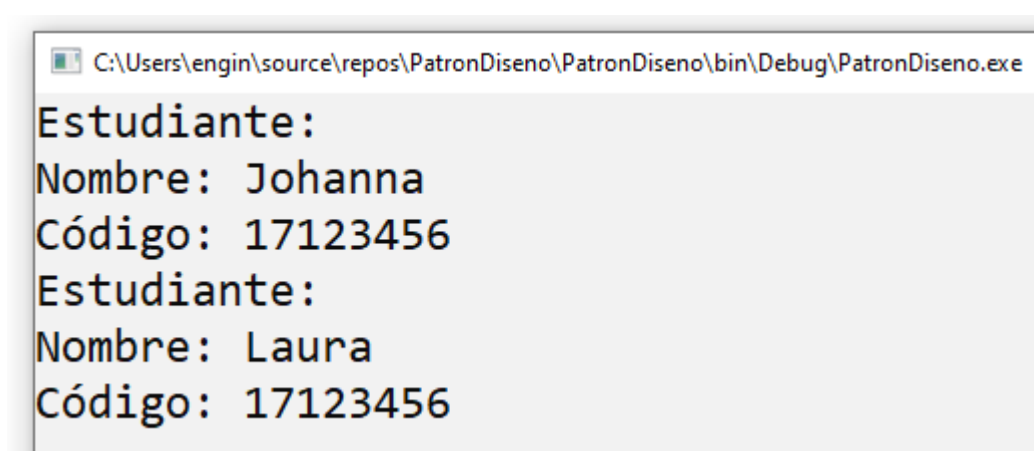 C:\Users\engin\source\repos\PatronDiseno\PatronDiseno\bin\Debug\PatronDiseno.exe
Estudiante:
Nombre: Johanna
Código: 17123456
Estudiante:
Nombre: Laura
Código: 17123456